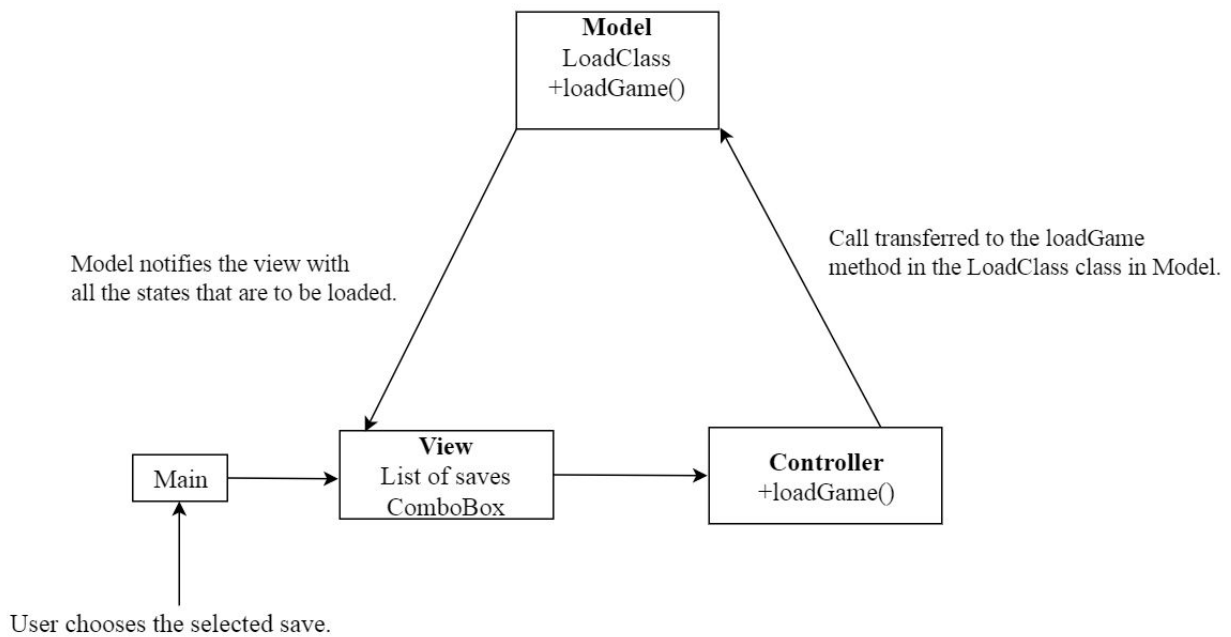 Model
LoadClass
+loadGame()
Call transferred to the loadGame
method in the LoadClass class in Model.
Model notifies the view with
all the states that are to be loaded.
Main
View
List of saves
ComboBox
Controller
+loadGame()
User chooses the selected save.